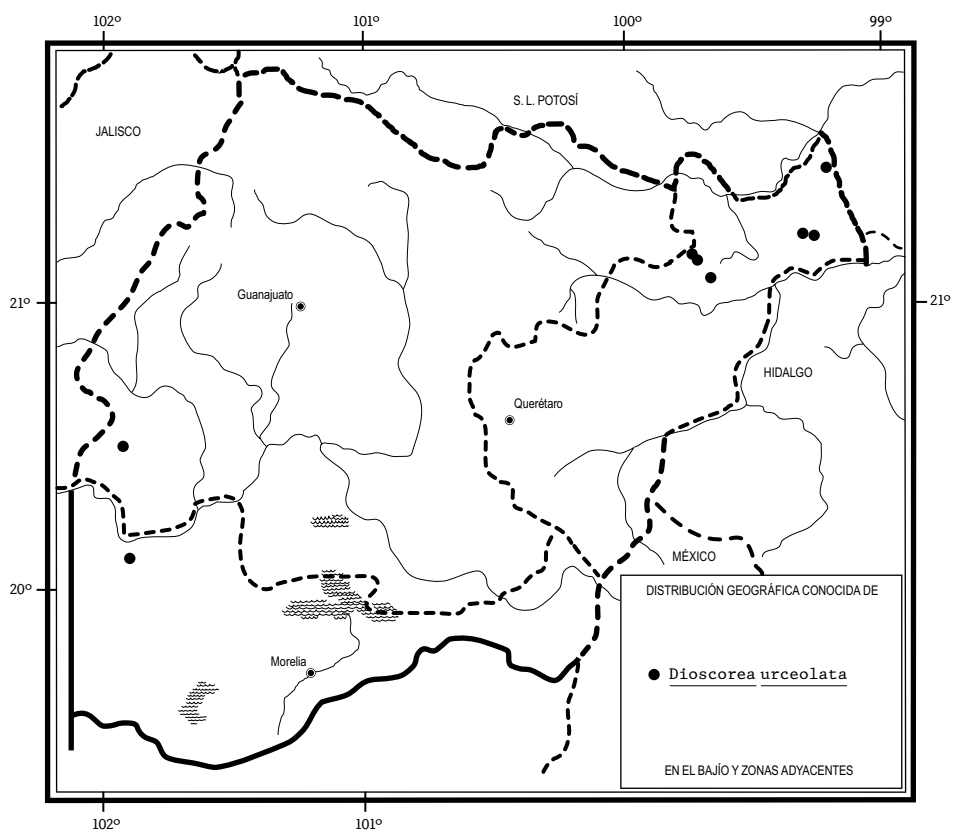 102º 101º 100º 99º
S. L. POTOSÍ
JALISCO
Guanajuato
21º 21º
HIDALGO
Querétaro
MÉXICO
20º
DISTRIBUCIÓN GEOGRÁFICA CONOCIDA DE
Morelia
Dioscorea urceolata
EN EL BAJÍO Y ZONAS ADYACENTES
102º 101º